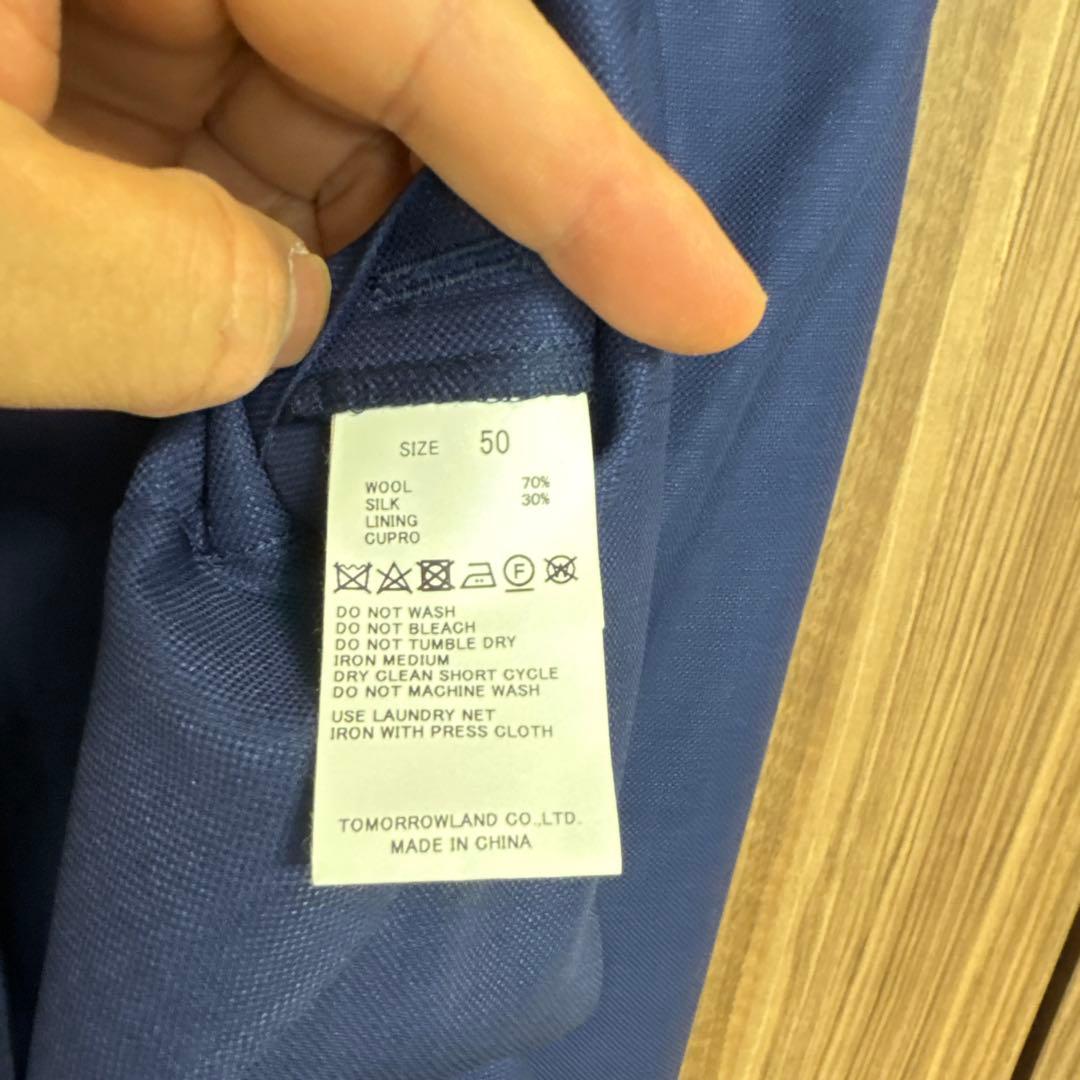 SIZE 50
WOOL 70%
SILK 30%
LINING
CUPRO
F W
DO NOT WASH
DO NOT BLEACH
DO NOT TUMBLE DRY
IRON MEDIUM
DRY CLEAN SHORT CYCLE
DO NOT MACHINE WASH
USE LAUNDRY NET
IRON WITH PRESS CLOTH
TOMORROWLAND CO.,LTD.
MADE IN CHINA